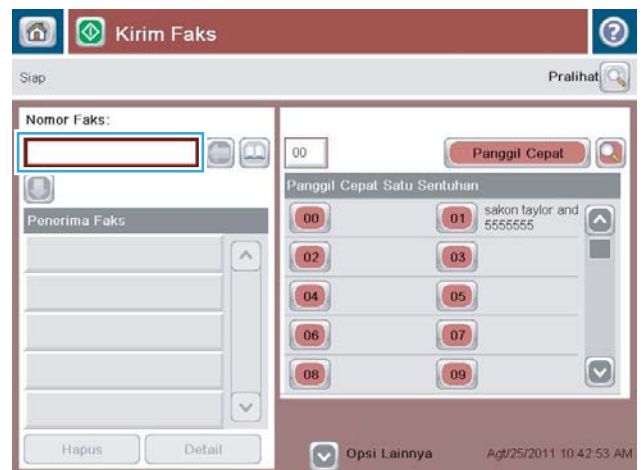 Kirim Faks
Siap
Pralihat
Nomor Faks:
00
Panggil Cepat
Panggil Cepat Satu Sentuhan
Penerima Faks
00
01
sakon taylor and
5555555
02
03
04
05
06
07
08
09
Hapus
Detail
Opsi Lainnya
Agt/25/2011 10:42:53 AM